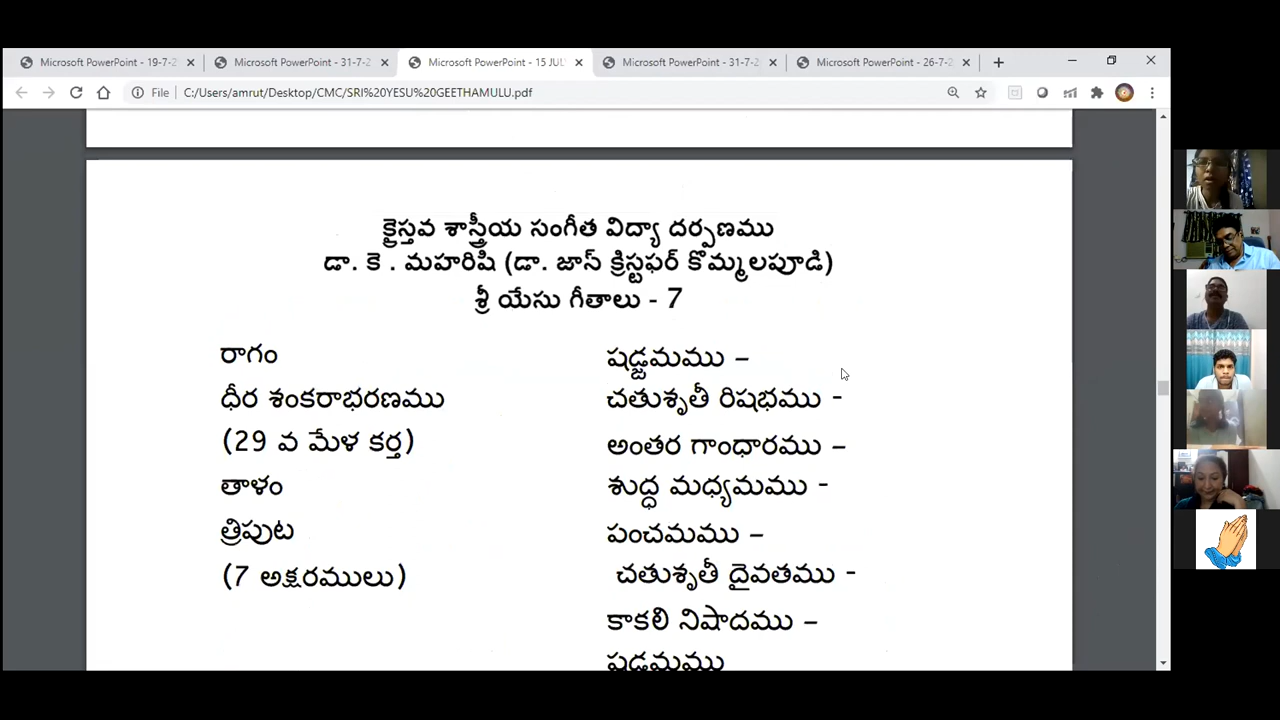 Microsoft PowerPoint - 19-7-2
Microsoft PowerPoint - 31-7-2
Microsoft PowerPoint - 15 JUL
Microsoft PowerPoint - 31-7-2
Microsoft PowerPoint - 26-7-2
File
C:/Users/amrut/Desktop/CMC/SRI%20YESU%20GEETHAMULU.pdf
క్రైస్తవ శాస్త్రీయ సంగీత విద్యా దర్పణము
డా. కె . మహరిషి (డా. జాస్ క్రిస్టఫర్ కొమ్మలపూడి)
శ్రీ యేసు గీతాలు - 7
రాగం
ధీర శంకరాభరణము
(29 వ మేళ కర్త)
తాళం
త్రిపుట
(7 అక్షరములు)
షడ్జమము –
చతుశృతీ రిషభము -
అంతర గాంధారము –
శుద్ధ మధ్యమము -
పంచమము –
చతుశృతీ దైవతము -
కాకలి నిషాదము –
షడ్జమము